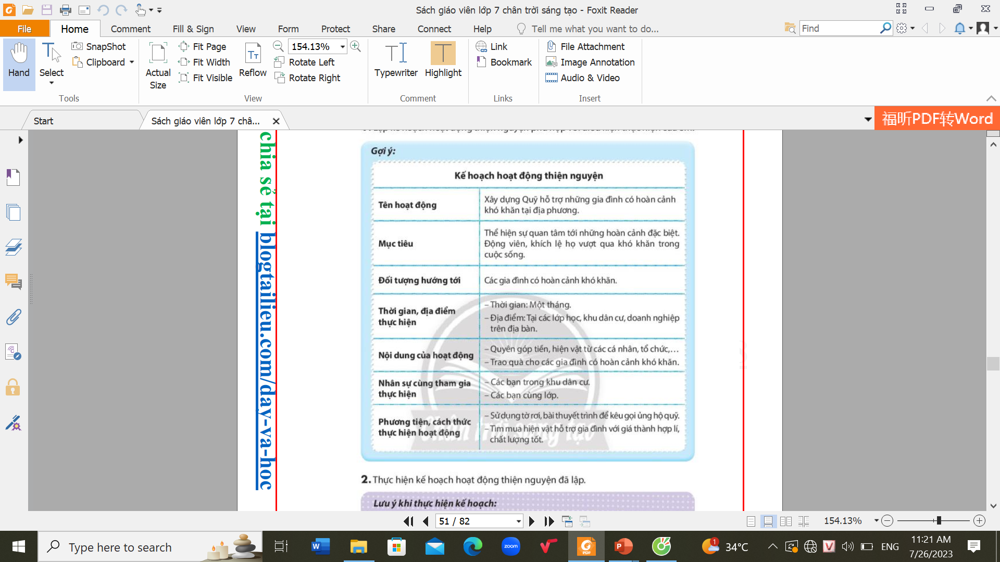 Sách giáo viên lớp 7 chân trời sáng tạo - Foxit Reader
File Home Comment Fill & Sign View Form Protect Share Connect Help Tell me what you want to do... Find
Hand
Select
SnapShot
Clipboard
Tools
Actual Size
Fit Page
Fit Width
Fit Visible
Reflow
154.13%
Rotate Left
Rotate Right
View
Typewriter
Highlight
Comment
Link
Bookmark
Links
File Attachment
Image Annotation
Audio & Video
Insert
Start
Sách giáo viên lớp 7 châ...
福昕PDF转Word
chia sẻ tại blogtailieu.com/day-va-hoc
Gợi ý:
Kế hoạch hoạt động thiện nguyện
Tên hoạt động
Xây dựng Quỹ hỗ trợ những gia đình có hoàn cảnh
khó khăn tại địa phương.
Mục tiêu
Thể hiện sự quan tâm tới những hoàn cảnh đặc biệt.
Động viên, khích lệ họ vượt qua khó khăn trong
cuộc sống.
Đối tượng hướng tới
Các gia đình có hoàn cảnh khó khăn.
Thời gian, địa điểm
thực hiện
– Thời gian: Một tháng.
– Địa điểm: Tại các lớp học, khu dân cư, doanh nghiệp
trên địa bàn.
Nội dung của hoạt động
– Quyên góp tiền, hiện vật từ các cá nhân, tổ chức,…
– Trao quà cho các gia đình có hoàn cảnh khó khăn.
Nhân sự cùng tham gia
thực hiện
– Các bạn trong khu dân cư.
– Các bạn cùng lớp.
Phương tiện, cách thức
thực hiện hoạt động
– Sử dụng tờ rơi, bài thuyết trình để kêu gọi ủng hộ quỹ.
– Tìm mua hiện vật hỗ trợ gia đình với giá thành hợp lí,
chất lượng tốt.
Chân trời sáng tạo
2. Thực hiện kế hoạch hoạt động thiện nguyện đã lập.
Lưu ý khi thực hiện kế hoạch:
51 / 82
154.13%
Type here to search
zoom
34°C
ENG
11:21 AM
7/26/2023